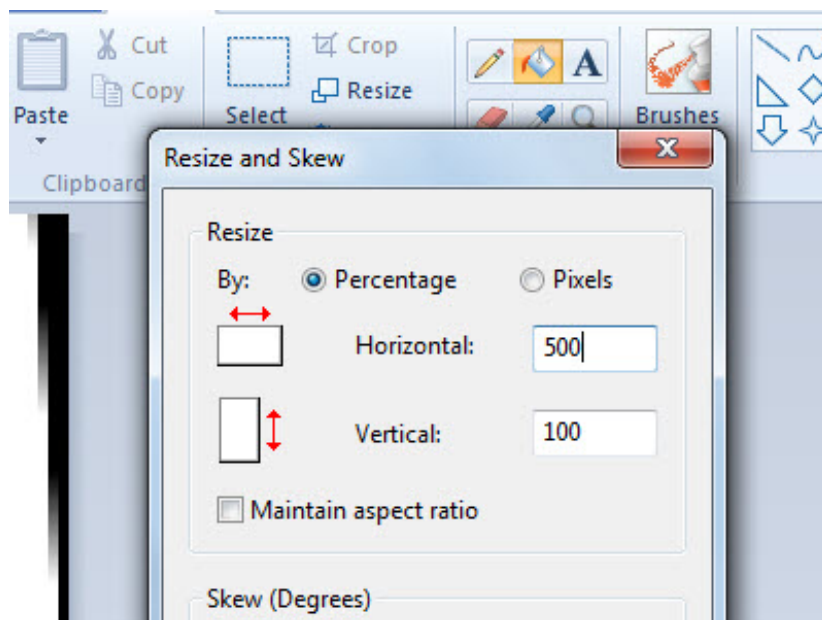 Cut
Crop
Copy
Resize
Paste
Select
A
Brushes
Clipboard
Resize and Skew
Resize
By:
Percentage
Pixels
Horizontal:
500
Vertical:
100
Maintain aspect ratio
Skew (Degrees)